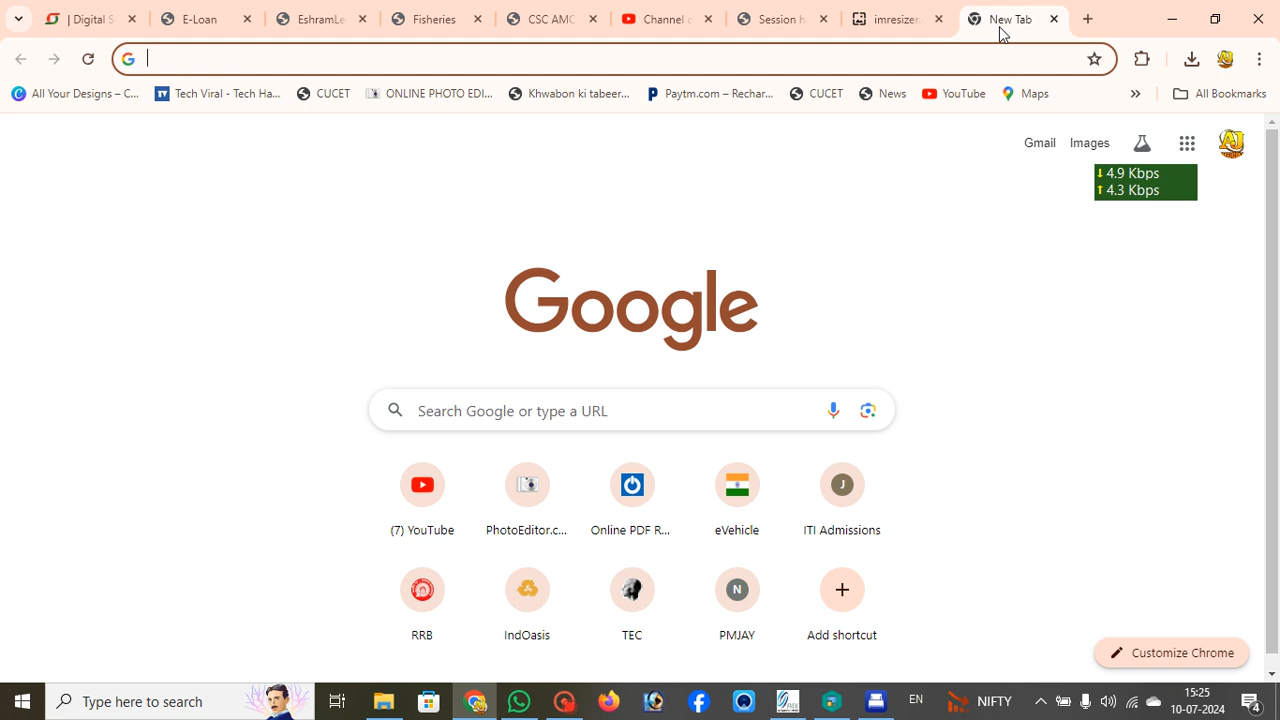 | Digital S
E-Loan
EshramLe
Fisheries
CSC AMC
Channel c
Session h
imresizer.
New Tab
All Your Designs – C...
Tech Viral - Tech Ha...
CUCET
ONLINE PHOTO EDI...
Khwabon ki tabeer...
Paytm.com – Rechar...
CUCET
News
YouTube
Maps
All Bookmarks
Gmail
Images
4.9 Kbps
4.3 Kbps
Google
Search Google or type a URL
(7) YouTube
PhotoEditor.c...
Online PDF R...
eVehicle
ITI Admissions
RRB
IndOasis
TEC
PMJAY
Add shortcut
Customize Chrome
Type here to search
EN
NIFTY
15:25
10-07-2024
4